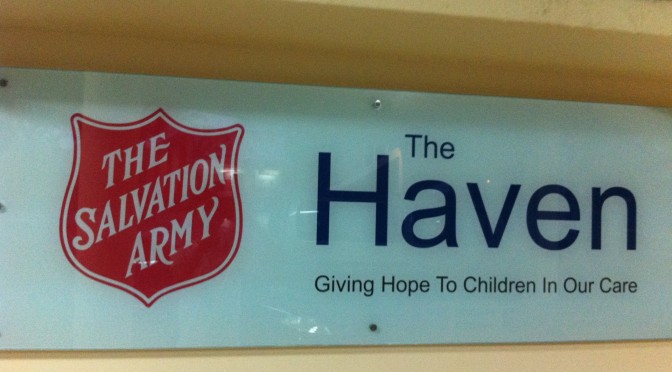 THE
SALVATION
ARMY
The
Haven
Giving Hope To Children In Our Care